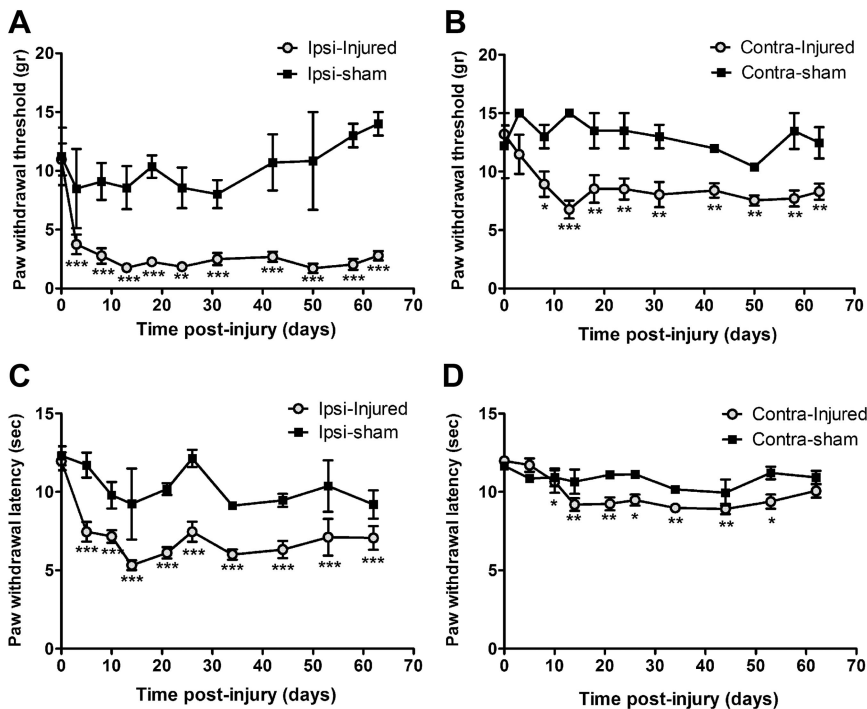 A
Ipsi-Injured
Ipsi-sham
Paw withdrawal threshold (gr)
20
15
10
5
0
*** *** *** *** ** *** *** *** *** ***
0 10 20 30 40 50 60 70
Time post-injury (days)
B
Contra-Injured
Contra-sham
Paw withdrawal threshold (gr)
20
15
10
5
0
* *** ** ** ** ** ** ** **
0 10 20 30 40 50 60 70
Time post-injury (days)
C
Ipsi-Injured
Ipsi-sham
Paw withdrawal latency (sec)
15
10
5
0
*** *** *** *** *** *** *** *** ***
0 10 20 30 40 50 60 70
Time post-injury (days)
D
Contra-Injured
Contra-sham
Paw withdrawal latency (sec)
15
10
5
0
* ** ** * ** ** *
0 10 20 30 40 50 60 70
Time post-injury (days)